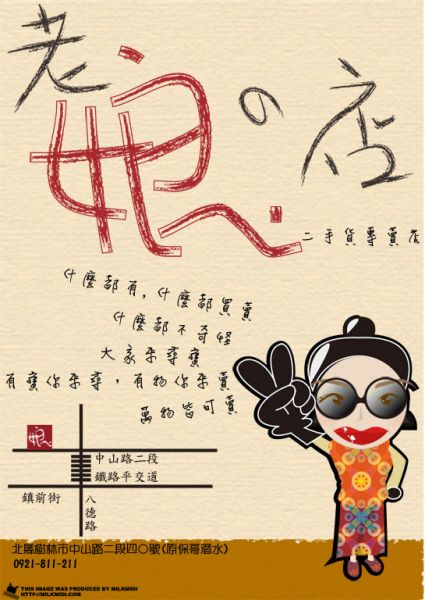 老娘の店
二手貨專賣店
什麼都有，什麼都買賣
什麼都不奇怪
大家來尋寶
有寶你來尋，有物你來賣
萬物皆可賣
娘
中山路二段
鐵路平交道
鎮前街
八德路
北縣樹林市中山路二段四〇號(原保哥潛水)
0921-811-211
THIS IMAGE WAS PRODUCED BY MILKMIDI
HTTP://MILKMIDI.COM